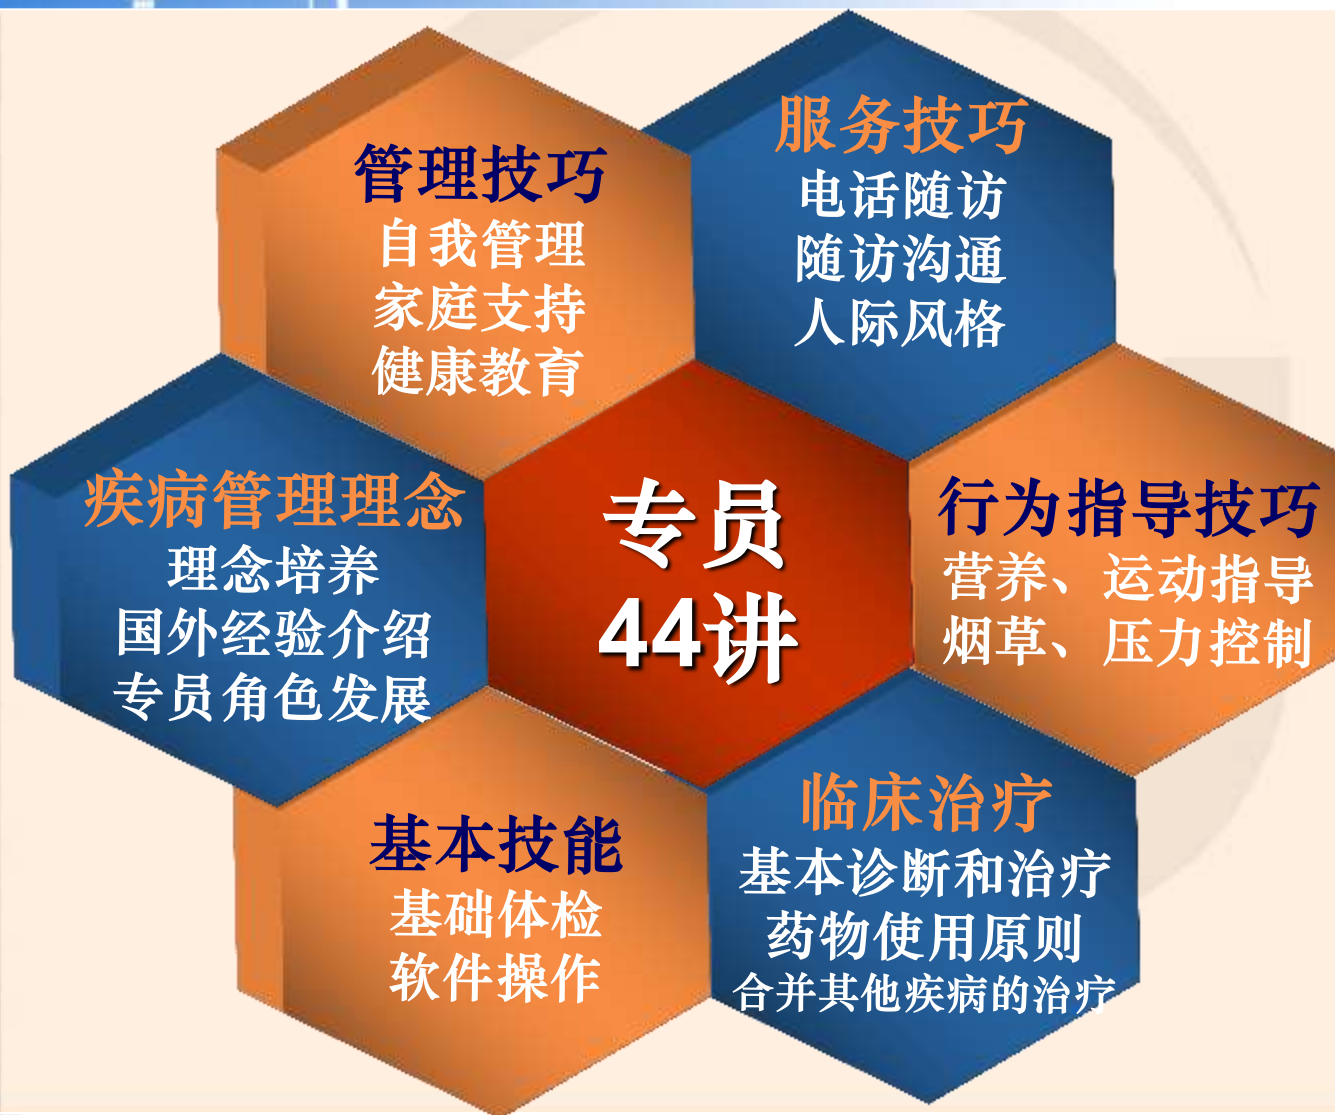 管理技巧
自我管理
家庭支持
健康教育
服务技巧
电话随访
随访沟通
人际风格
疾病管理理念
理念培养
国外经验介绍
专员角色发展
专员
44讲
行为指导技巧
营养、运动指导
烟草、压力控制
基本技能
基础体检
软件操作
临床治疗
基本诊断和治疗
药物使用原则
合并其他疾病的治疗